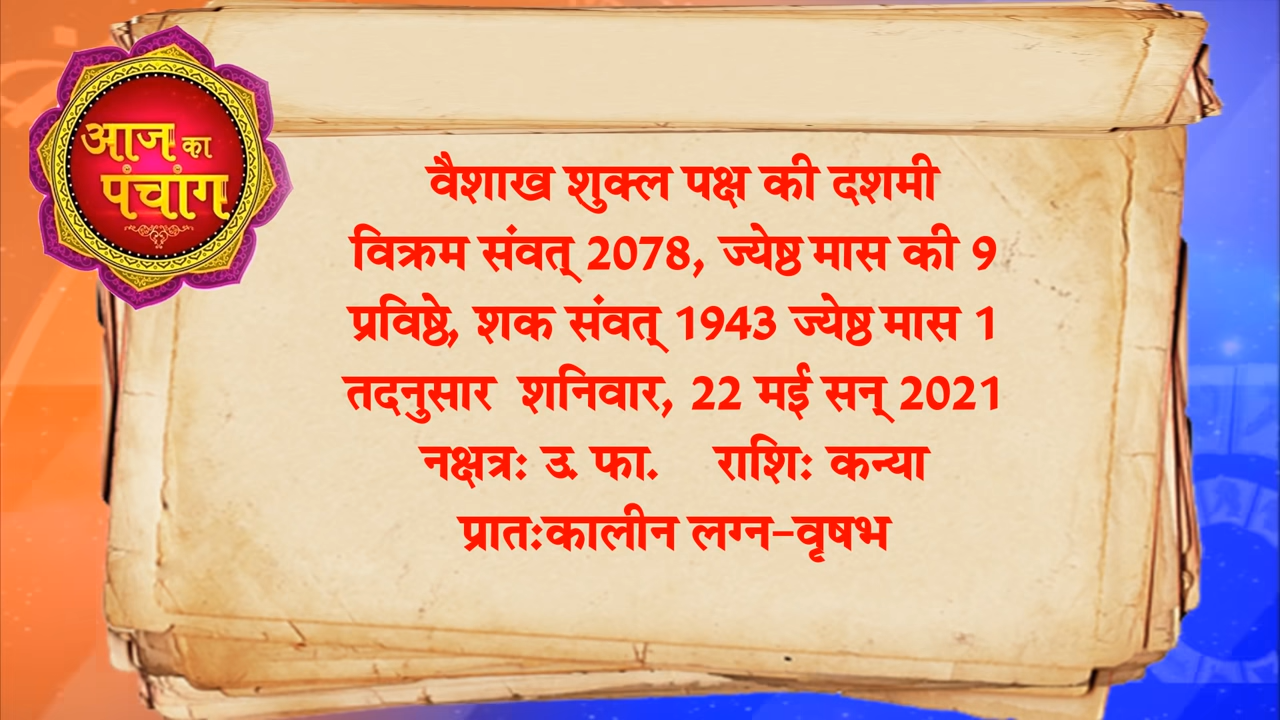 आज का
पंचांग
वैशाख शुक्ल पक्ष की दशमी
विक्रम संवत् 2078, ज्येष्ठ मास की 9
प्रविष्ठे, शक संवत् 1943 ज्येष्ठ मास 1
तदनुसार शनिवार, 22 मई सन् 2021
नक्षत्रः उ. फा. राशिः कन्या
प्रातःकालीन लग्न-वृषभ